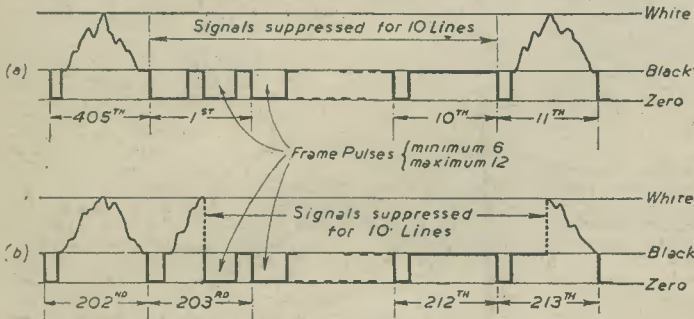 White
Signals suppressed for 10 Lines
(a)
Black
Zero
405TH
1ST
10TH
11TH
Frame Pulses { minimum 6
maximum 12
White
Signals suppressed
for 10 Lines
(b)
Black
Zero
202ND
203RD
212TH
213TH